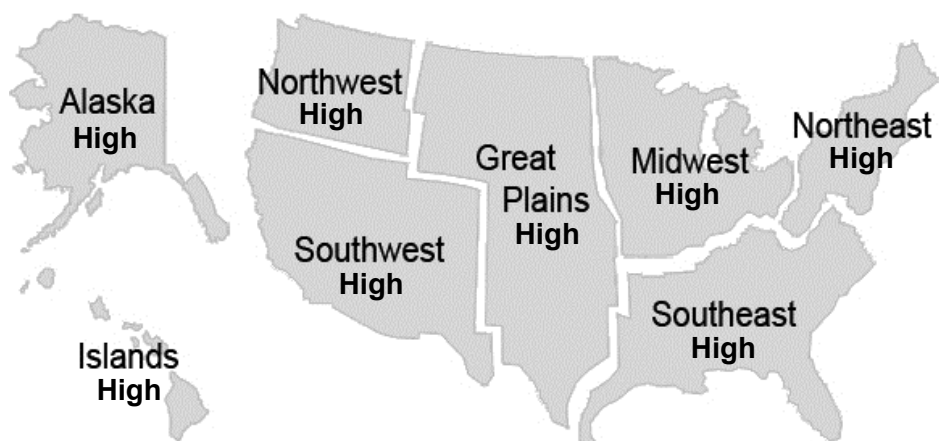 Alaska
High
Northwest
High
Southwest
High
Great
Plains
High
Midwest
High
Northeast
High
Southeast
High
Islands
High